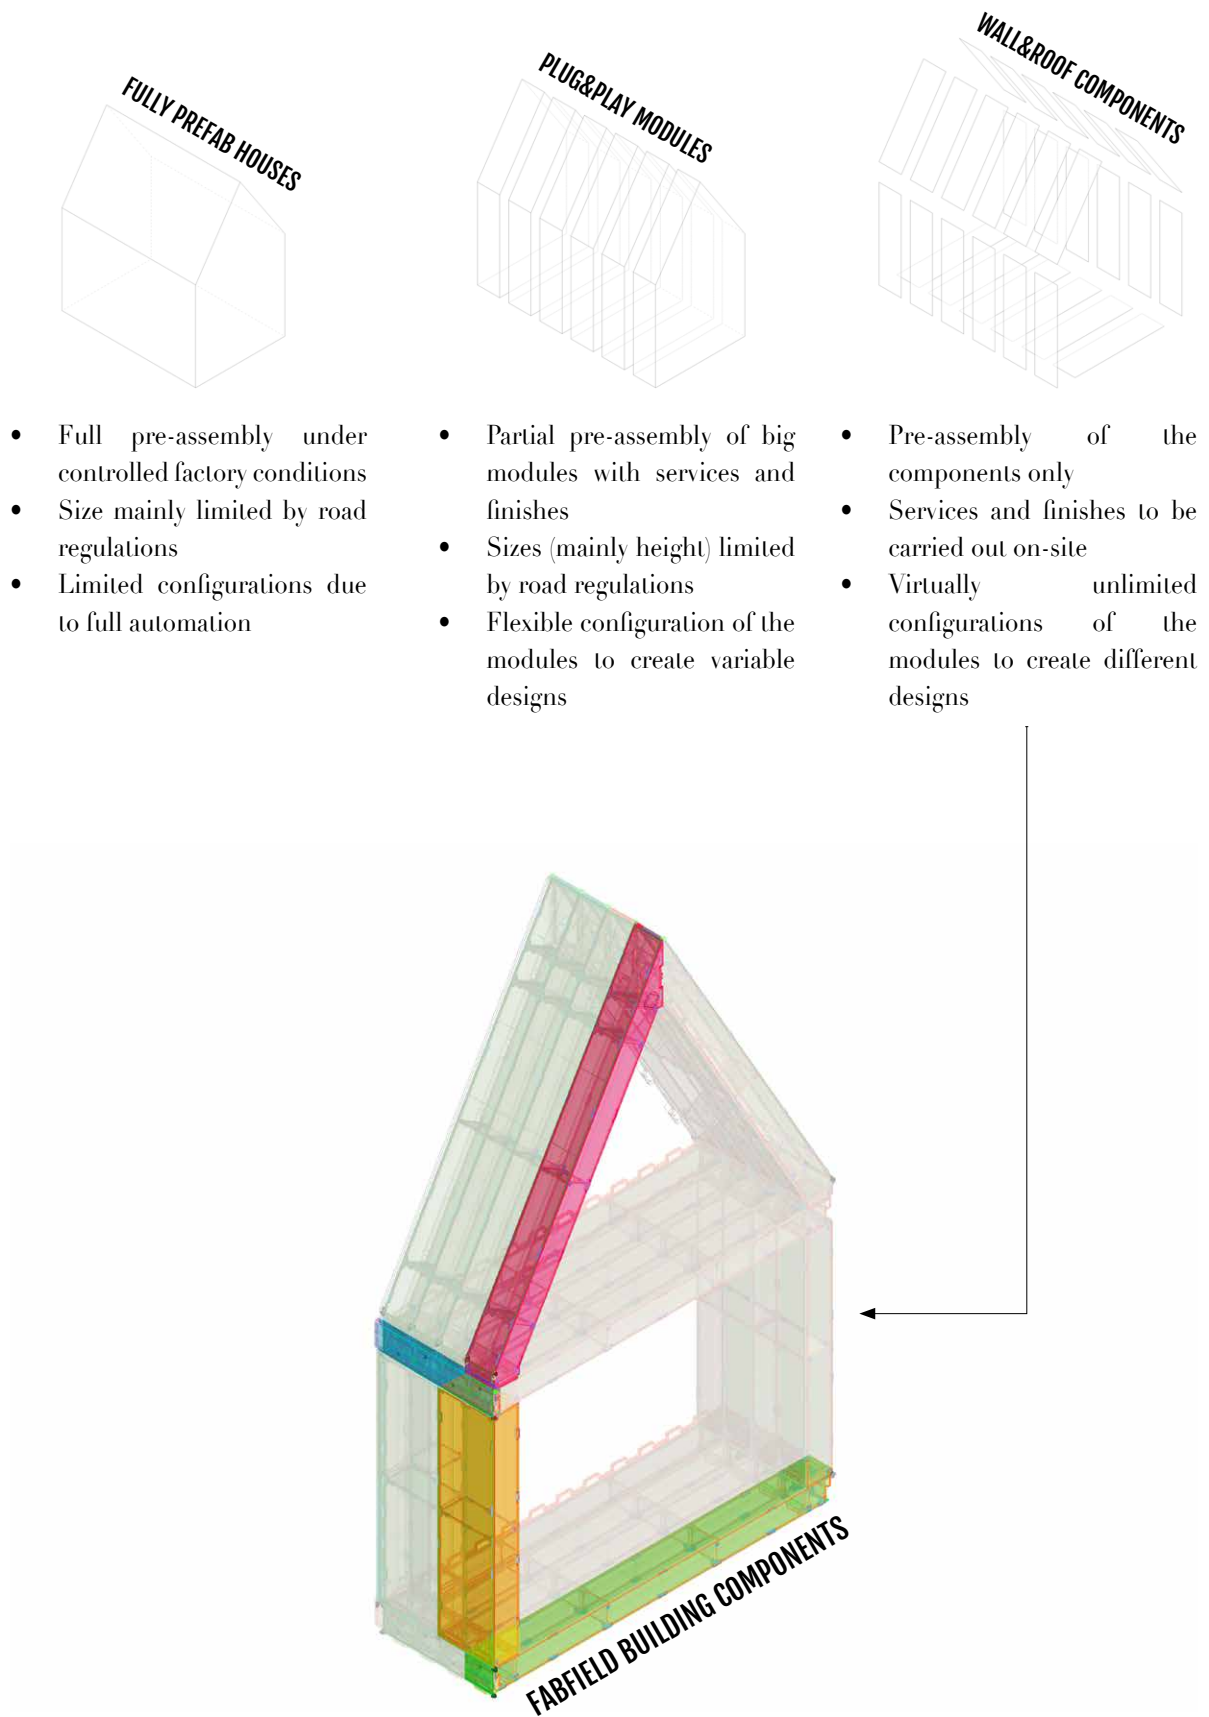 FULLY PREFAB HOUSES
• Full pre-assembly under
controlled factory conditions
• Size mainly limited by road
regulations
• Limited configurations due
to full automation
PLUG&PLAY MODULES
• Partial pre-assembly of big
modules with services and
finishes
• Sizes (mainly height) limited
by road regulations
• Flexible configuration of the
modules to create variable
designs
WALL&ROOF COMPONENTS
• Pre-assembly of the
components only
• Services and finishes to be
carried out on-site
• Virtually unlimited
configurations of the
modules to create different
designs
FABFIELD BUILDING COMPONENTS